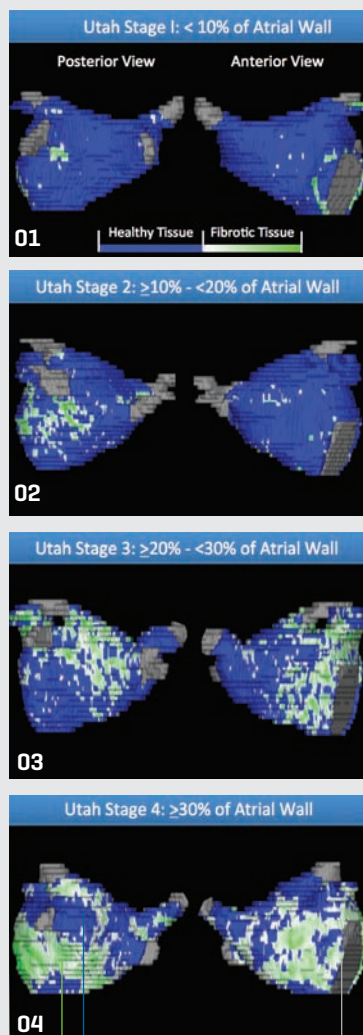 Utah Stage I: < 10% of Atrial Wall
Posterior View Anterior View
Healthy Tissue Fibrotic Tissue
01
Utah Stage 2: ≥10% - <20% of Atrial Wall
02
Utah Stage 3: ≥20% - <30% of Atrial Wall
03
Utah Stage 4: ≥30% of Atrial Wall
04